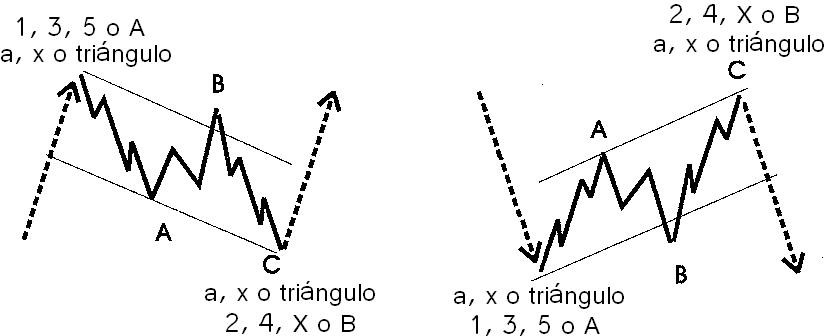 1, 3, 5 o A
a, x o triángulo
B
A
C
a, x o triángulo
2, 4, X o B
2, 4, X o B
a, x o triángulo
C
A
B
a, x o triángulo
1, 3, 5 o A